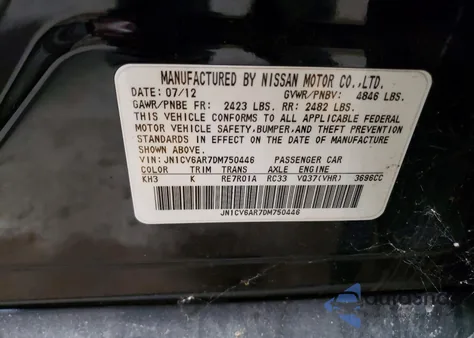 MANUFACTURED BY NISSAN MOTOR CO.,LTD.
DATE: 07/12 GVWR/PNBV: 4846 LBS.
GAWR/PNBE FR: 2423 LBS. RR: 2482 LBS.
THIS VEHICLE CONFORMS TO ALL APPLICABLE FEDERAL
MOTOR VEHICLE SAFETY, BUMPER, AND THEFT PREVENTION
STANDARDS IN EFFECT ON THE DATE OF MANUFACTURE
SHOWN ABOVE.
VIN: JN1CV6AR7DM750446 PASSENGER CAR
COLOR TRIM TRANS AXLE ENGINE
KH3 K RE7R01A RC33 VQ37(VHR) 3696CC
JN1CV6AR7DM750446